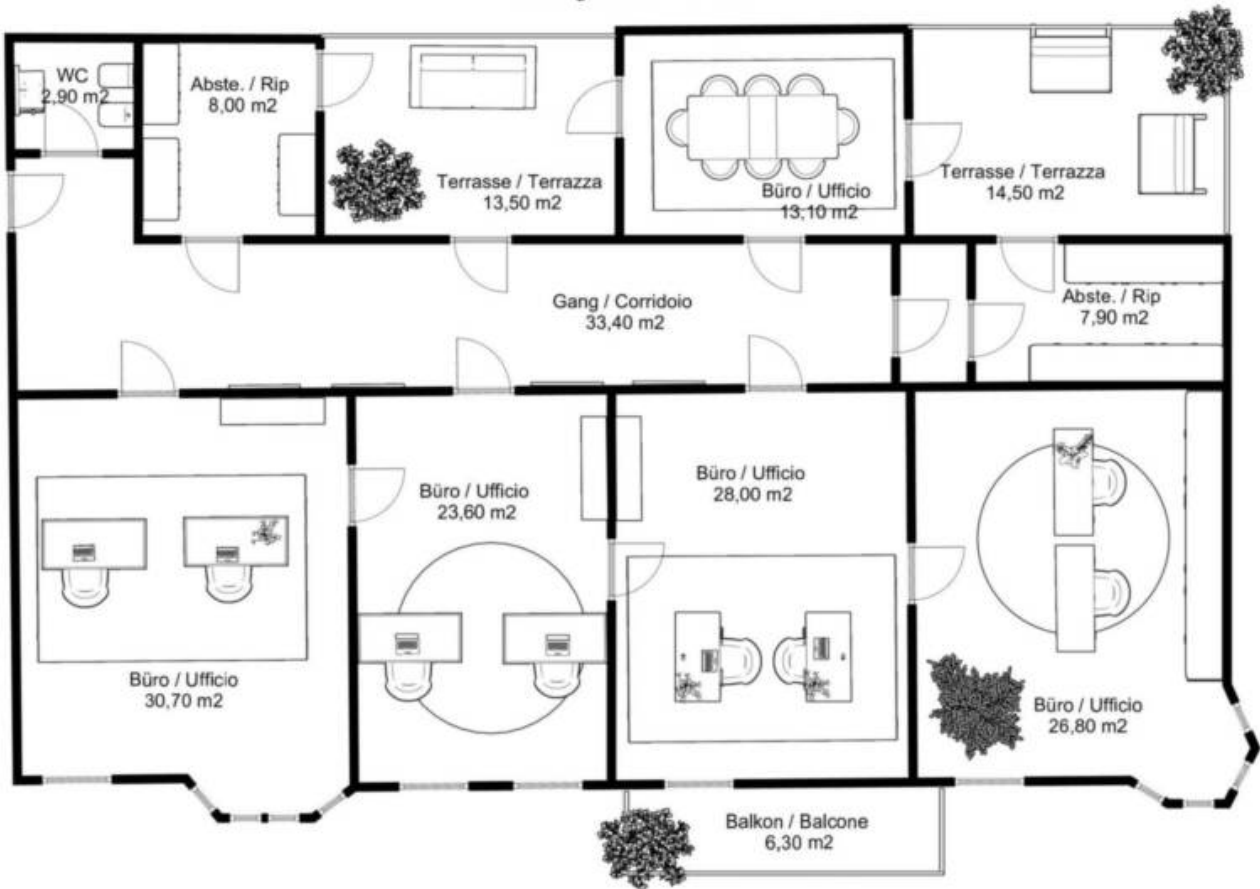 WC
2,90 m2
Abste. / Rip
8,00 m2
Terrasse / Terrazza
13,50 m2
Büro / Ufficio
13,10 m2
Terrasse / Terrazza
14,50 m2
Gang / Corridoio
33,40 m2
Abste. / Rip
7,90 m2
Büro / Ufficio
30,70 m2
Büro / Ufficio
23,60 m2
Büro / Ufficio
28,00 m2
Büro / Ufficio
26,80 m2
Balkon / Balcone
6,30 m2